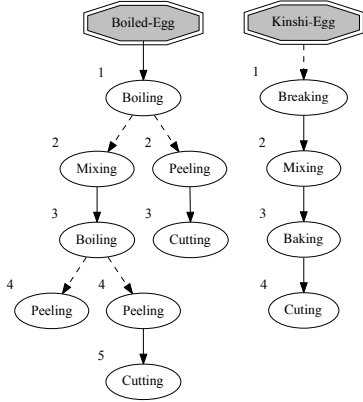 Boiled-Egg Kinshi-Egg
1 1
Boiling Breaking
2 2 2
Mixing Peeling Mixing
3 3 3
Boiling Cutting Baking
4 4 4
Peeling Peeling Cuting
5
Cutting